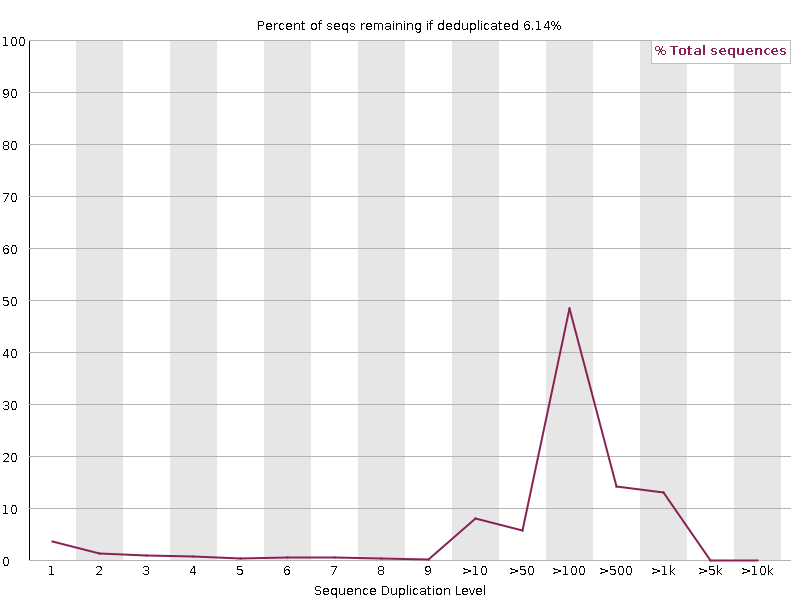 Percent of seqs remaining if deduplicated 6.14%
% Total sequences
100
90
80
70
60
50
40
30
20
10
0
1 2 3 4 5 6 7 8 9 >10 >50 >100 >500 >1k >5k >10k
Sequence Duplication Level